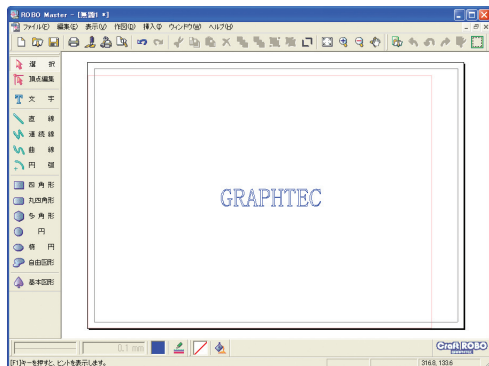 ROBO Master - [無題1 *]
ファイル(F) 編集(E) 表示(V) 作図(D) 挿入(I) ウィンドウ(W) ヘルプ(H)
選 択
頂点編集
文 字
直 線
連 続 線
曲 線
円 弧
四 角 形
丸四角形
多 角 形
円
楕 円
自由図形
基本図形
GRAPHTEC
0.1 mm
Craft ROBO
[F1]キーを押すと、ヒントを表示します。
316.8, 133.6